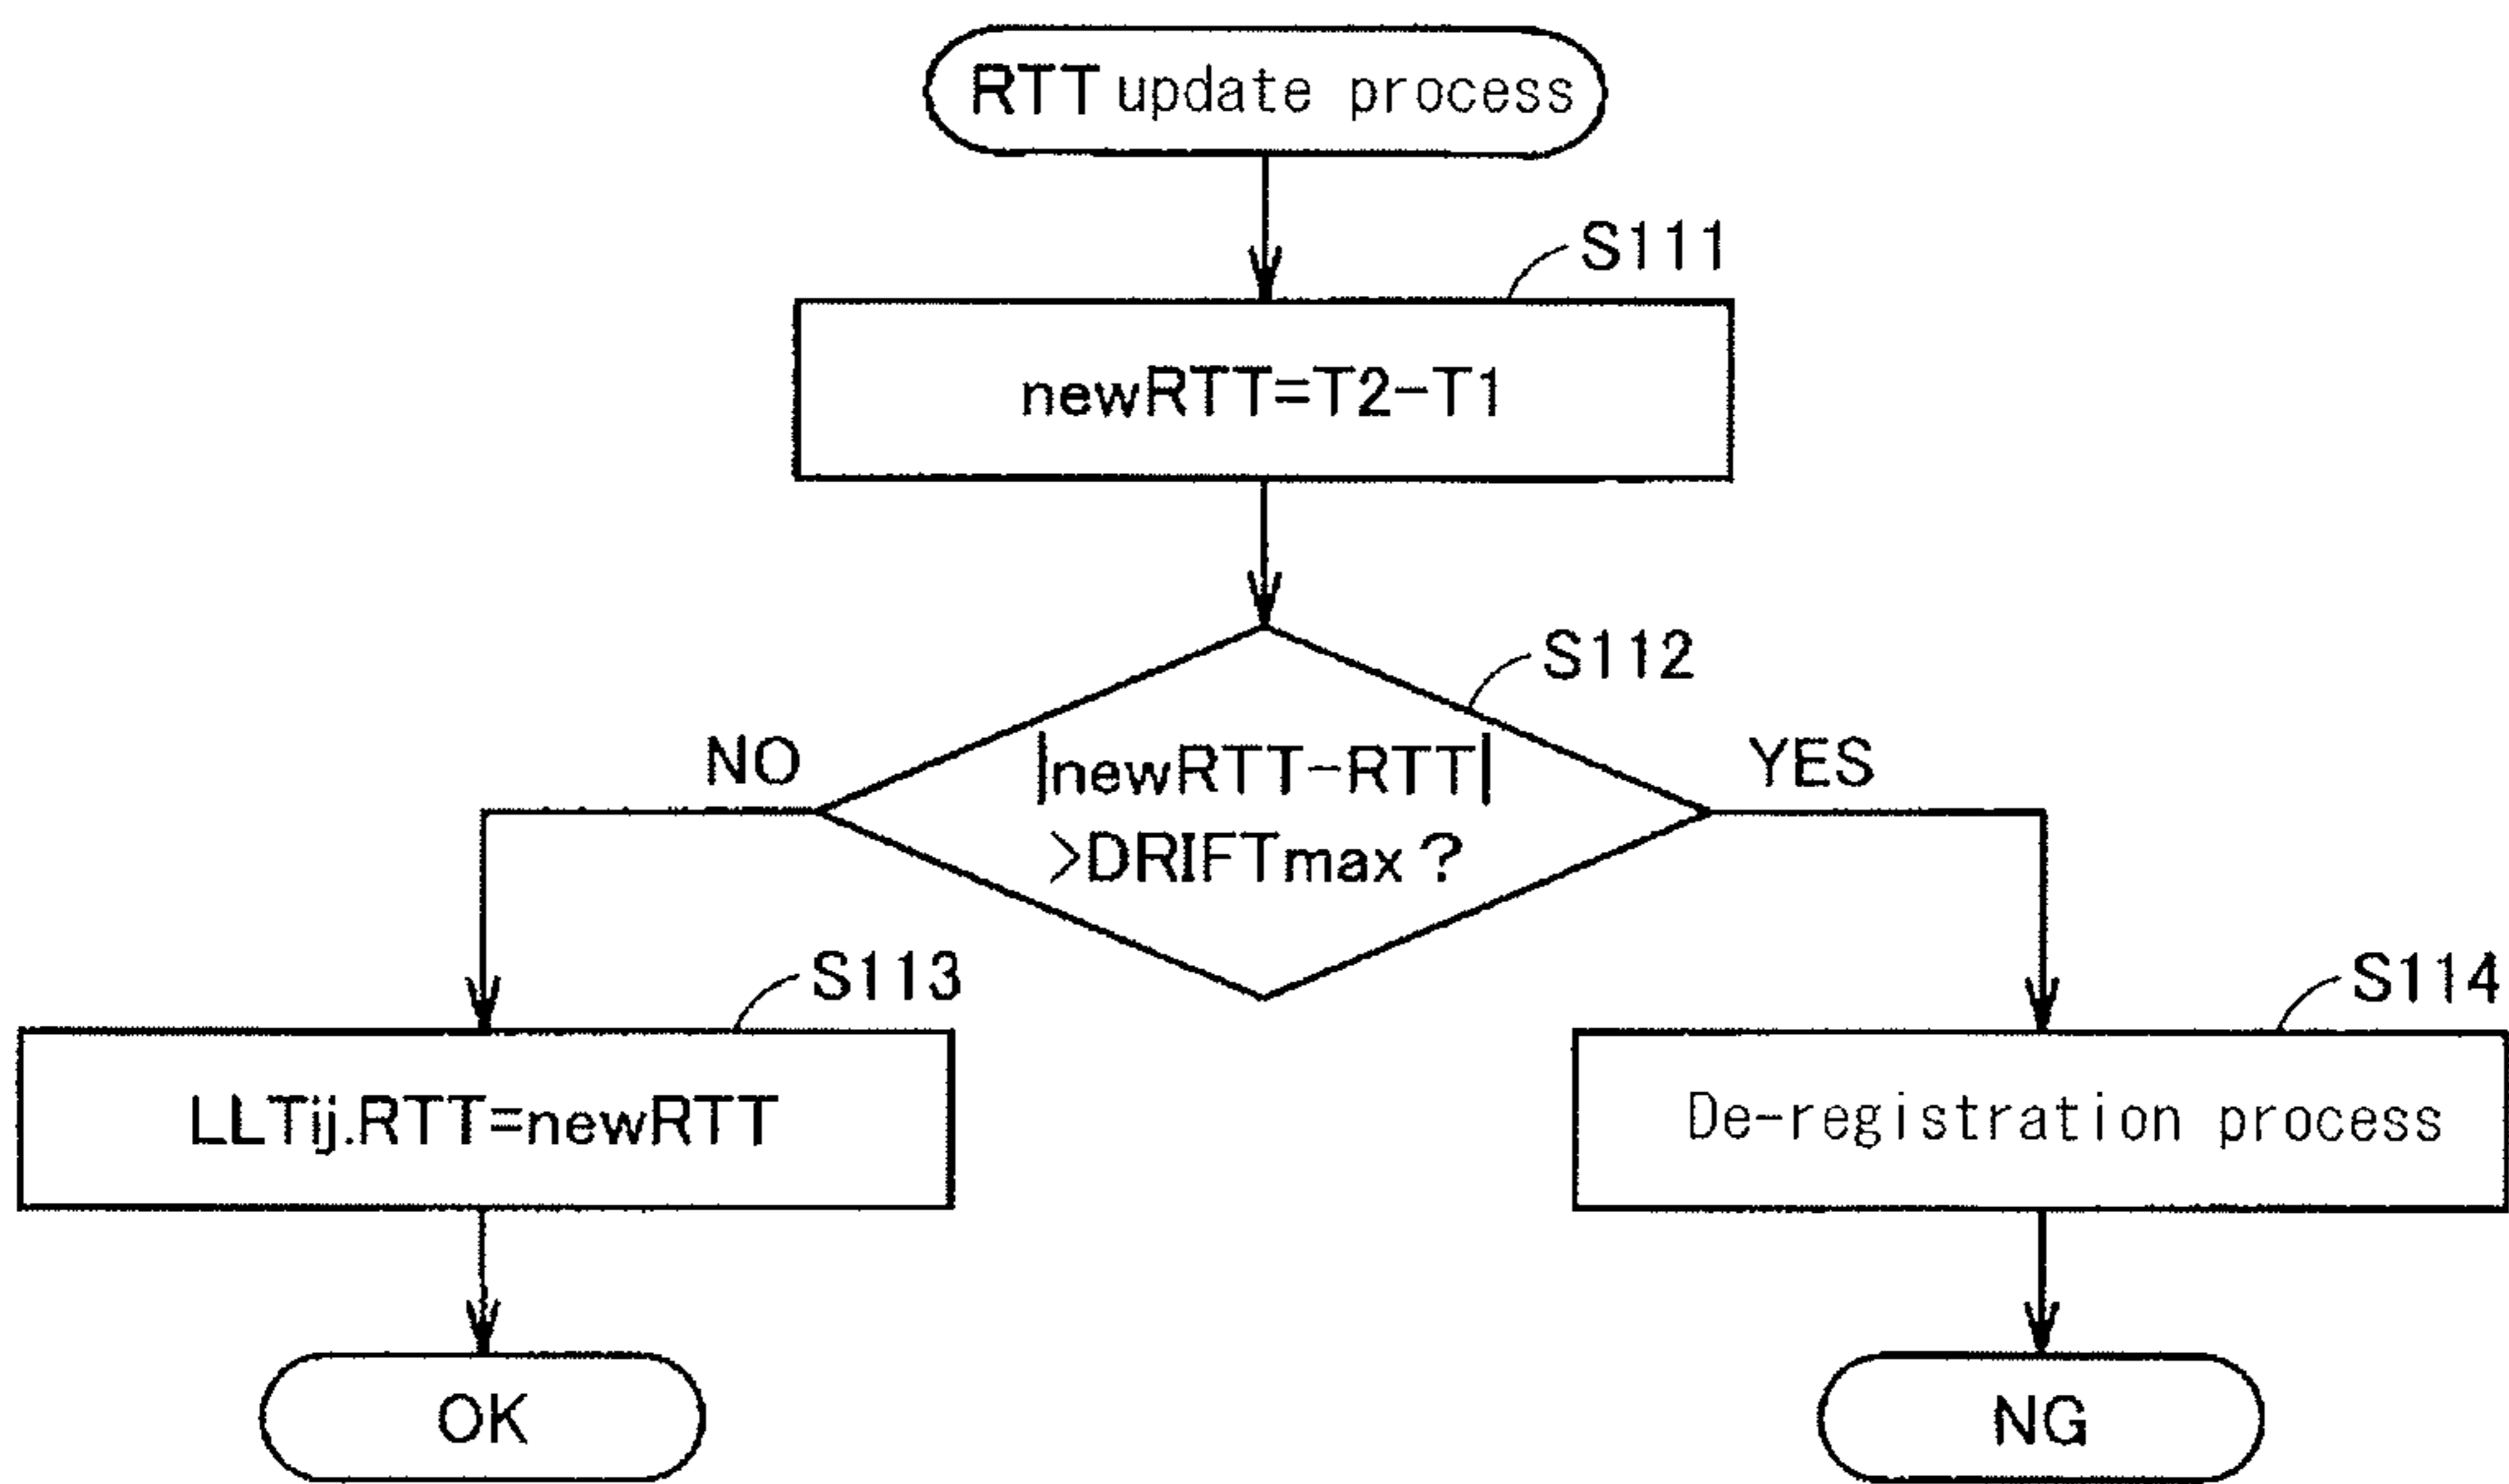 RTT update process
S111
newRTT=T2-T1
S112
NO
|newRTT-RTT|
>DRIFTmax?
YES
S113
LLTij.RTT=newRTT
S114
De-registration process
OK
NG